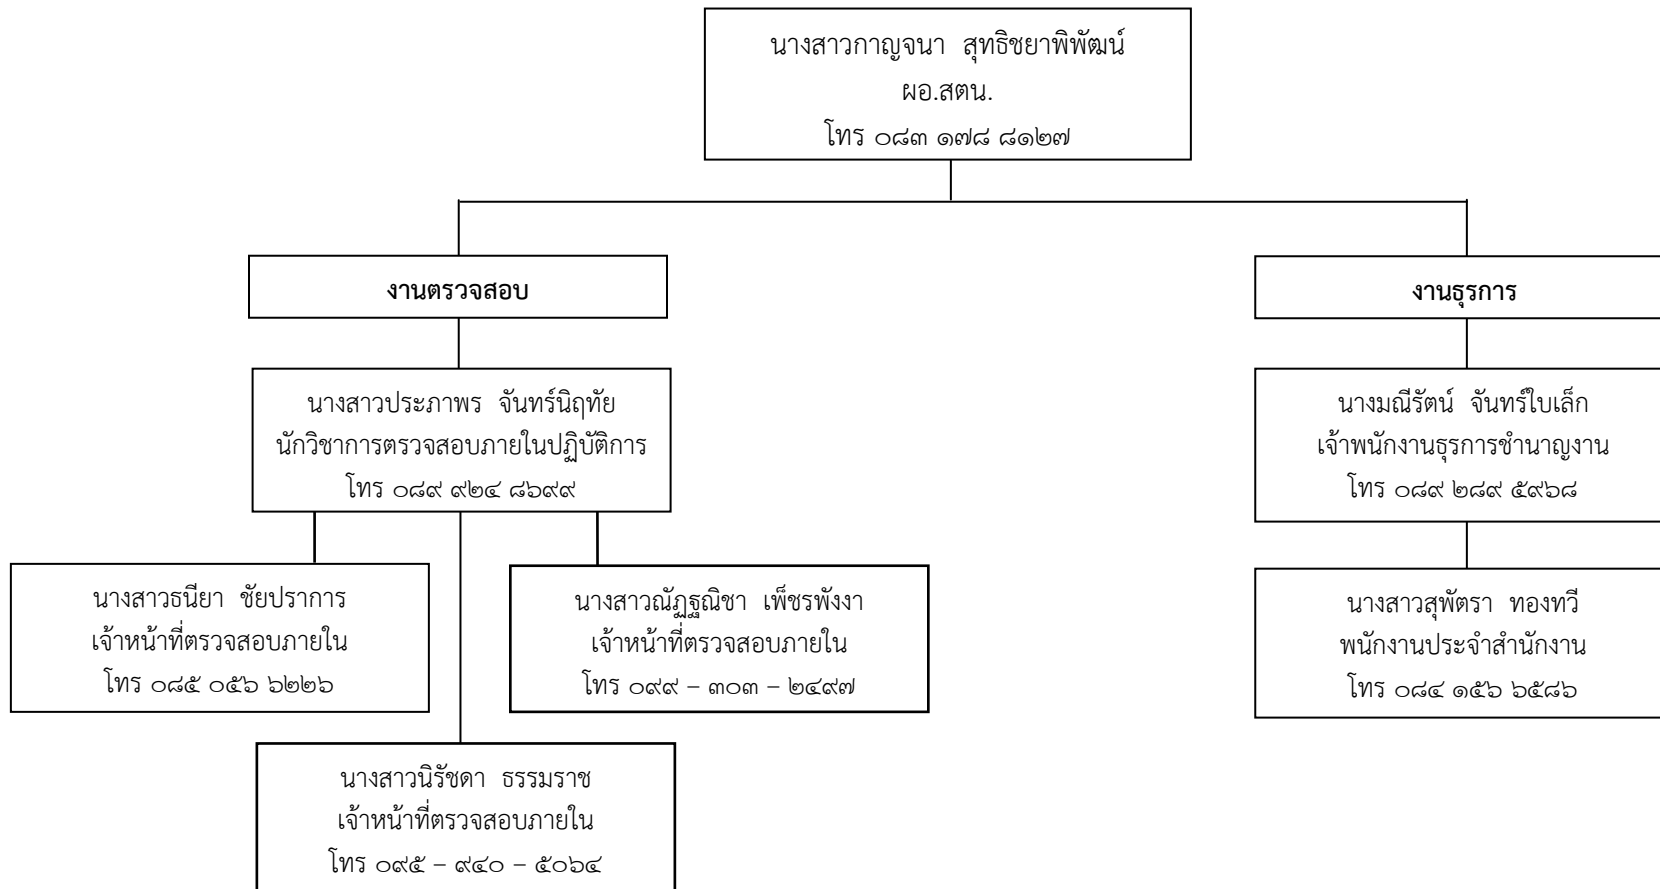 นางสาวกาญจนา สุทธิชยาพิพัฒน์
ผอ.สตน.
โทร ๐๘๓ ๑๗๘ ๘๑๒๗
งานตรวจสอบ
นางสาวประภาพร จันทร์นิฤทัย
นักวิชาการตรวจสอบภายในปฏิบัติการ
โทร ๐๘๙ ๙๒๔ ๘๖๙๙
นางสาวธนียา ชัยปราการ
เจ้าหน้าที่ตรวจสอบภายใน
โทร ๐๘๕ ๐๕๖ ๖๒๒๖
นางสาวณัฏฐณิชา เพ็ชรพังงา
เจ้าหน้าที่ตรวจสอบภายใน
โทร ๐๙๙ – ๓๐๓ – ๒๔๙๗
นางสาวนิรัชดา ธรรมราช
เจ้าหน้าที่ตรวจสอบภายใน
โทร ๐๙๕ – ๙๔๐ – ๕๐๖๔
งานธุรการ
นางมณีรัตน์ จันทร์ใบเล็ก
เจ้าพนักงานธุรการชำนาญงาน
โทร ๐๘๙ ๒๘๙ ๕๙๖๘
นางสาวสุพัตรา ทองทวี
พนักงานประจำสำนักงาน
โทร ๐๘๔ ๑๕๖ ๖๕๘๖